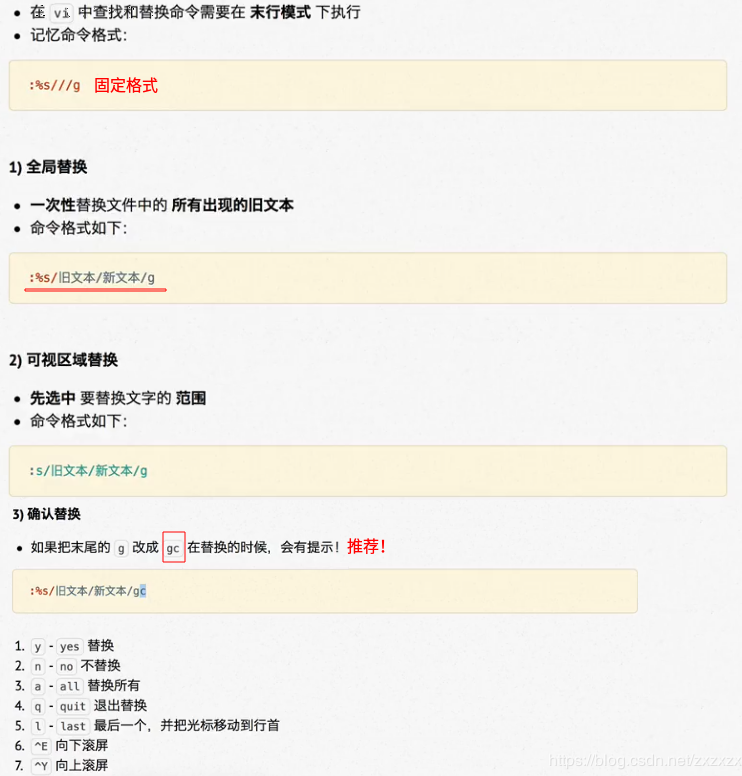 在 vi 中查找和替换命令需要在 末行模式 下执行
记忆命令格式：
:%s///g 固定格式
1) 全局替换
一次性替换文件中的 所有出现的旧文本
命令格式如下：
:%s/旧文本/新文本/g
2) 可视区域替换
先选中 要替换文字的 范围
命令格式如下：
:s/旧文本/新文本/g
3) 确认替换
如果把末尾的 g 改成 gc 在替换的时候，会有提示！推荐！
:%s/旧文本/新文本/gc
1. y - yes 替换
2. n - no 不替换
3. a - all 替换所有
4. q - quit 退出替换
5. l - last 最后一个，并把光标移动到行首
6. ^E 向下滚屏
7. ^Y 向上滚屏
https://blog.csdn.net/zxzxzx